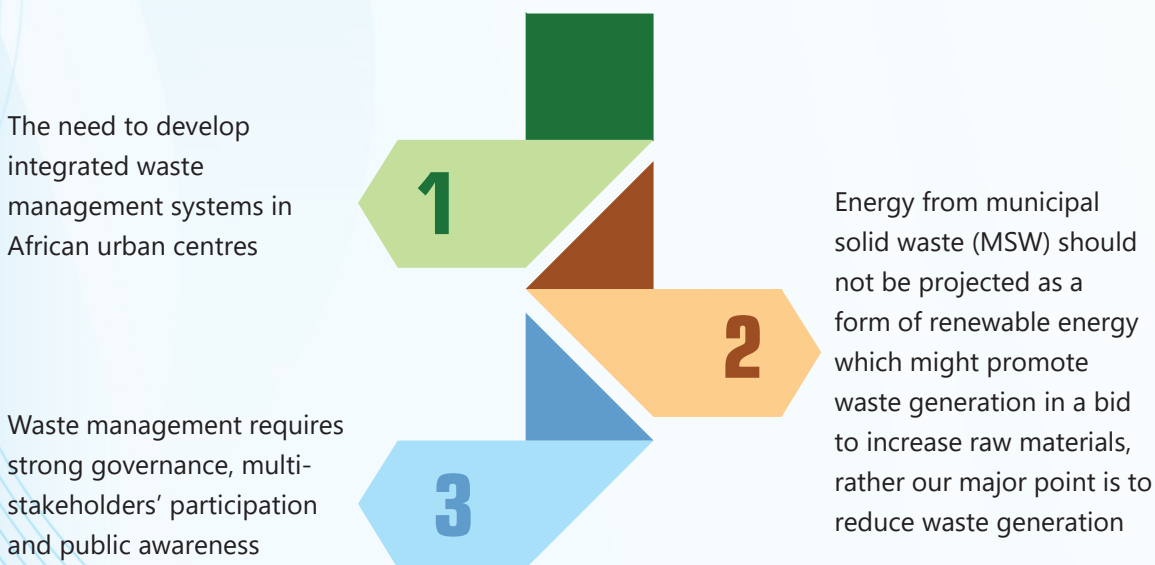 1
The need to develop
integrated waste
management systems in
African urban centres
2
Energy from municipal
solid waste (MSW) should
not be projected as a
form of renewable energy
which might promote
waste generation in a bid
to increase raw materials,
rather our major point is to
reduce waste generation
3
Waste management requires
strong governance, multi-
stakeholders’ participation
and public awareness